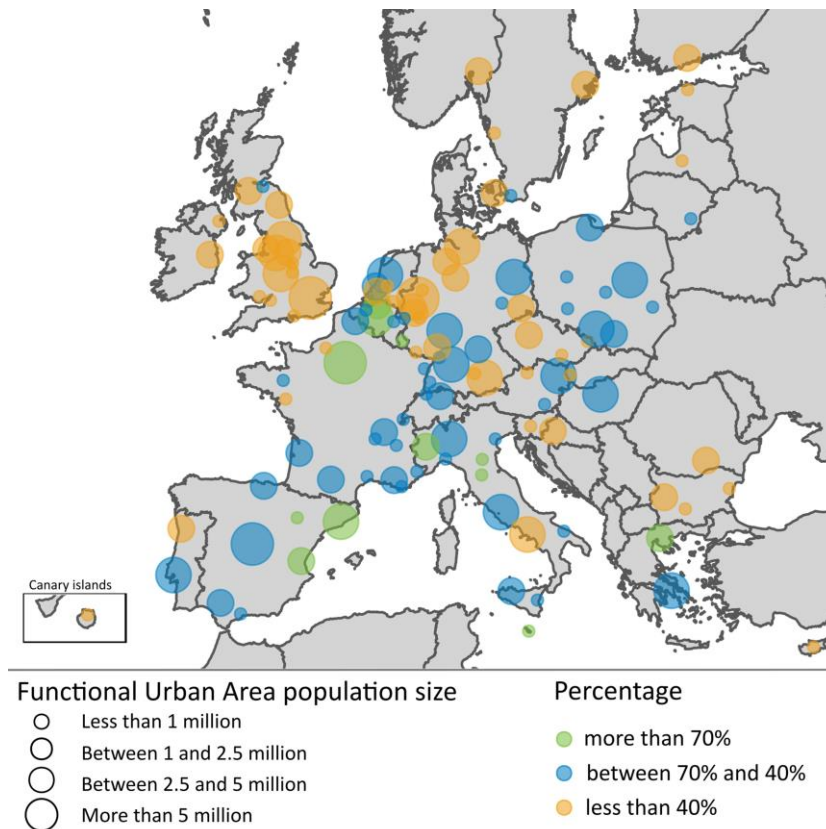 Canary islands
Functional Urban Area population size
Less than 1 million
Between 1 and 2.5 million
Between 2.5 and 5 million
More than 5 million
Percentage
more than 70%
between 70% and 40%
less than 40%